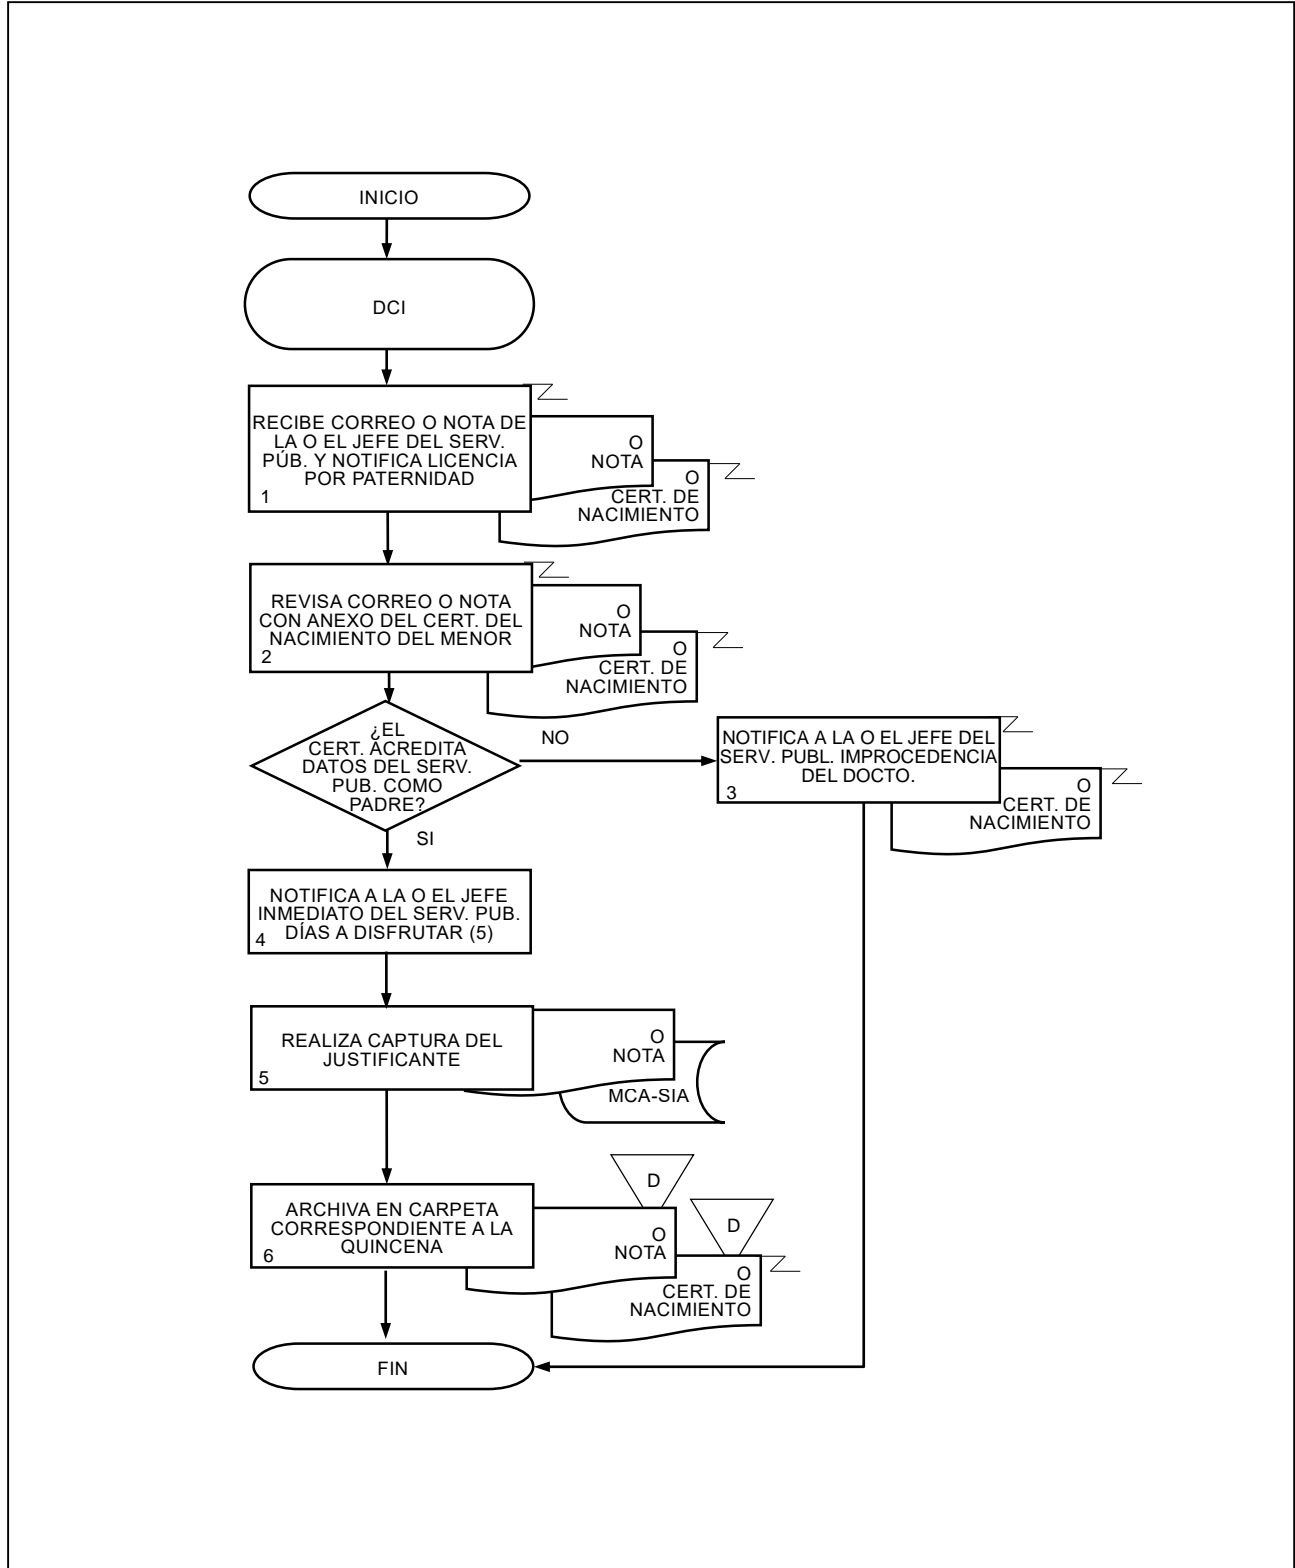 INICIO
DCI
RECIBE CORREO O NOTA DE
LA O EL JEFE DEL SERV.
PÚB. Y NOTIFICA LICENCIA
POR PATERNIDAD
1
O
NOTA
O
CERT. DE
NACIMIENTO
REVISA CORREO O NOTA
CON ANEXO DEL CERT. DEL
NACIMIENTO DEL MENOR
2
O
NOTA
O
CERT. DE
NACIMIENTO
¿EL
CERT. ACREDITA
DATOS DEL SERV.
PUB. COMO
PADRE?
NO
SI
NOTIFICA A LA O EL JEFE DEL
SERV. PUBL. IMPROCEDENCIA
DEL DOCTO.
3
O
CERT. DE
NACIMIENTO
NOTIFICA A LA O EL JEFE
INMEDIATO DEL SERV. PUB.
DÍAS A DISFRUTAR (5)
4
REALIZA CAPTURA DEL
JUSTIFICANTE
5
O
NOTA
MCA-SIA
ARCHIVA EN CARPETA
CORRESPONDIENTE A LA
QUINCENA
6
D
O
NOTA
D
O
CERT. DE
NACIMIENTO
FIN